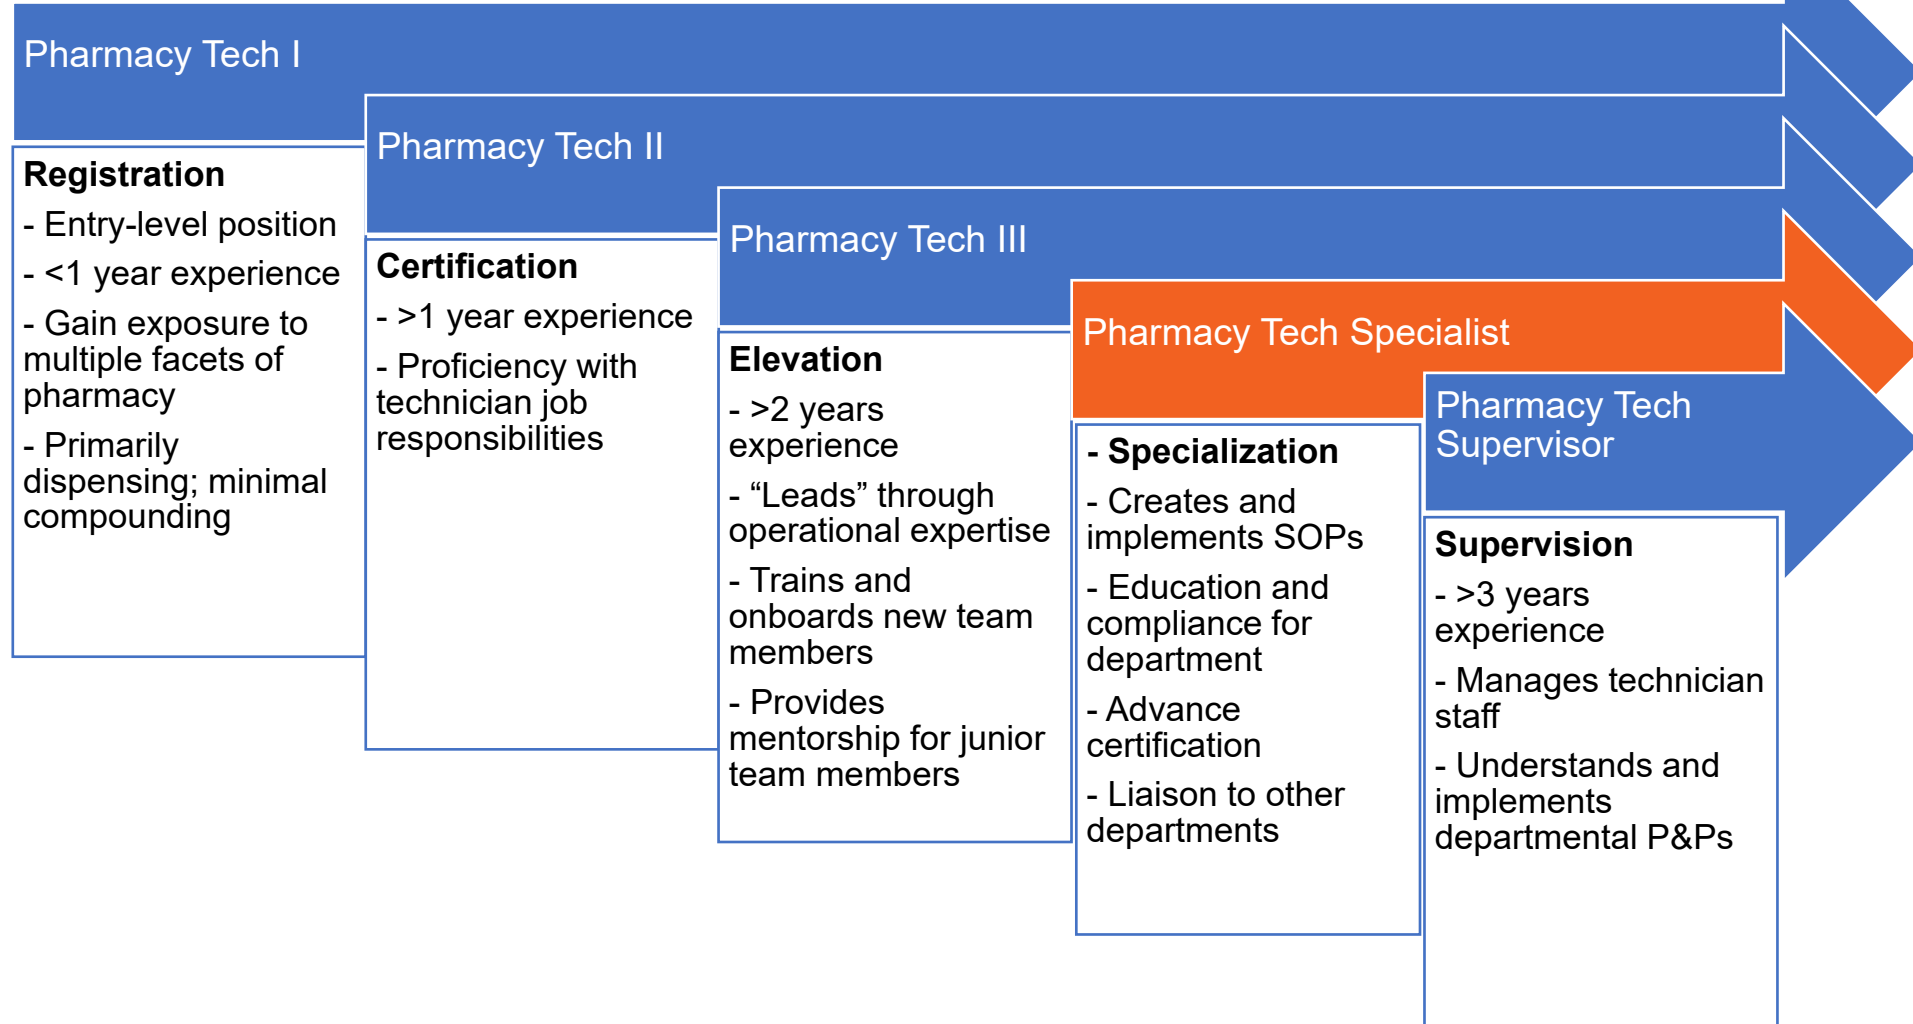 Pharmacy Tech I
Registration
- Entry-level position
- <1 year experience
- Gain exposure to
multiple facets of
pharmacy
- Primarily
dispensing; minimal
compounding
Pharmacy Tech II
Certification
- >1 year experience
- Proficiency with
technician job
responsibilities
Pharmacy Tech III
Elevation
- >2 years
experience
- “Leads” through
operational expertise
- Trains and
onboards new team
members
- Provides
mentorship for junior
team members
Pharmacy Tech Specialist
- Specialization
- Creates and
implements SOPs
- Education and
compliance for
department
- Advance
certification
- Liaison to other
departments
Pharmacy Tech
Supervisor
Supervision
- >3 years
experience
- Manages technician
staff
- Understands and
implements
departmental P&Ps